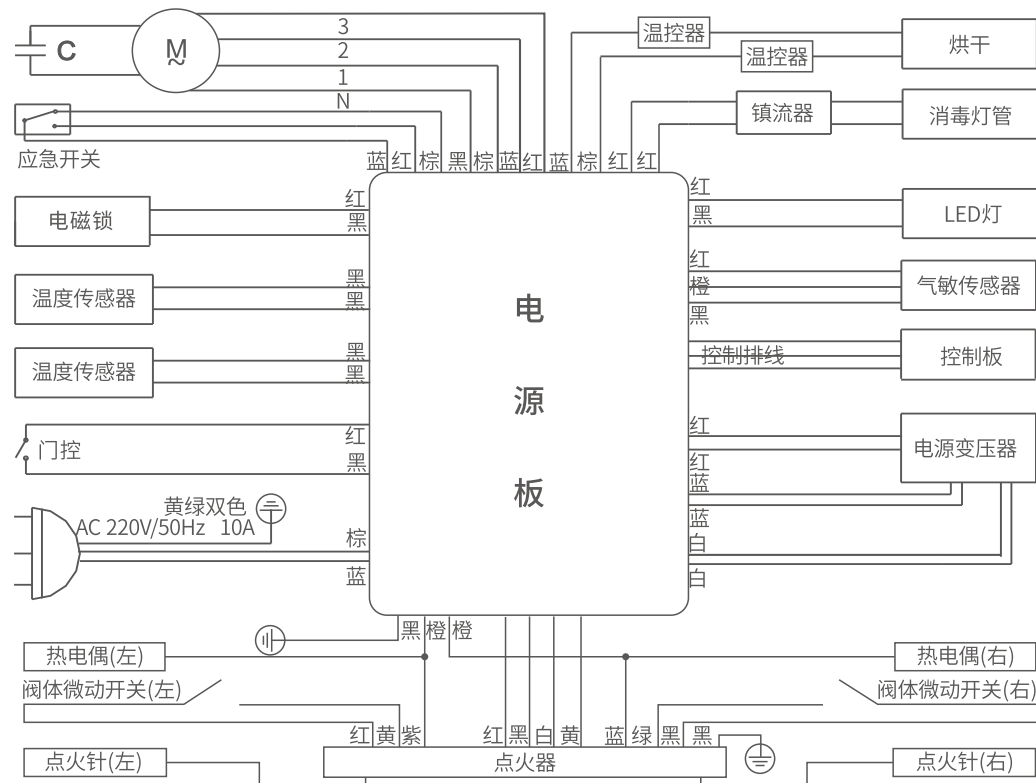 3
2
1
N
C
M
~
应急开关
蓝 红 棕 黑 棕 蓝 红 蓝 棕 红 红
温控器
温控器
烘干
镇流器
消毒灯管
电磁锁
红
黑
红
黑
LED灯
温度传感器
黑
黑
红
橙
黑
气敏传感器
温度传感器
黑
黑
控制排线
控制板
电
源
板
门控
红
黑
红
红
蓝
蓝
白
白
电源变压器
黄绿双色
AC 220V/50Hz 10A
棕
蓝
黑 橙 橙
热电偶(左)
热电偶(右)
阀体微动开关(左)
阀体微动开关(右)
红 黄 紫 红 黑 白 黄 蓝 绿 黑 黑
点火针(左)
点火器
点火针(右)